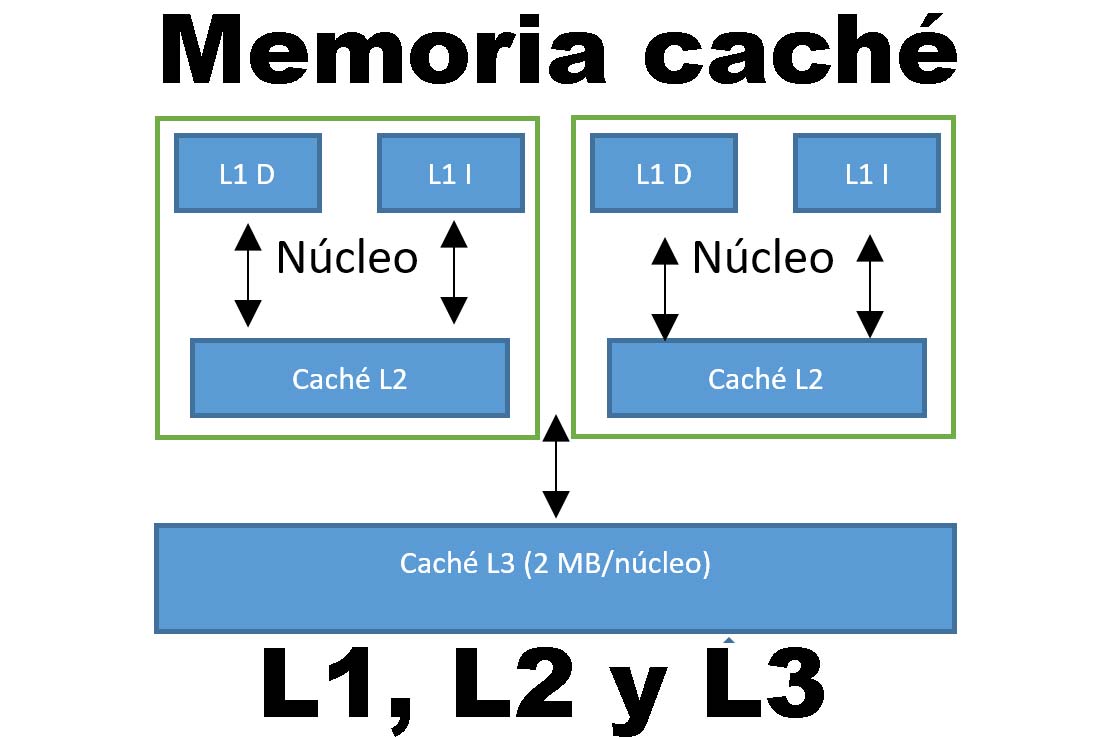 Memoria caché
L1 D
L1 I
L1 D
L1 I
Núcleo
Núcleo
Caché L2
Caché L2
Caché L3 (2 MB/núcleo)
L1, L2 y L3